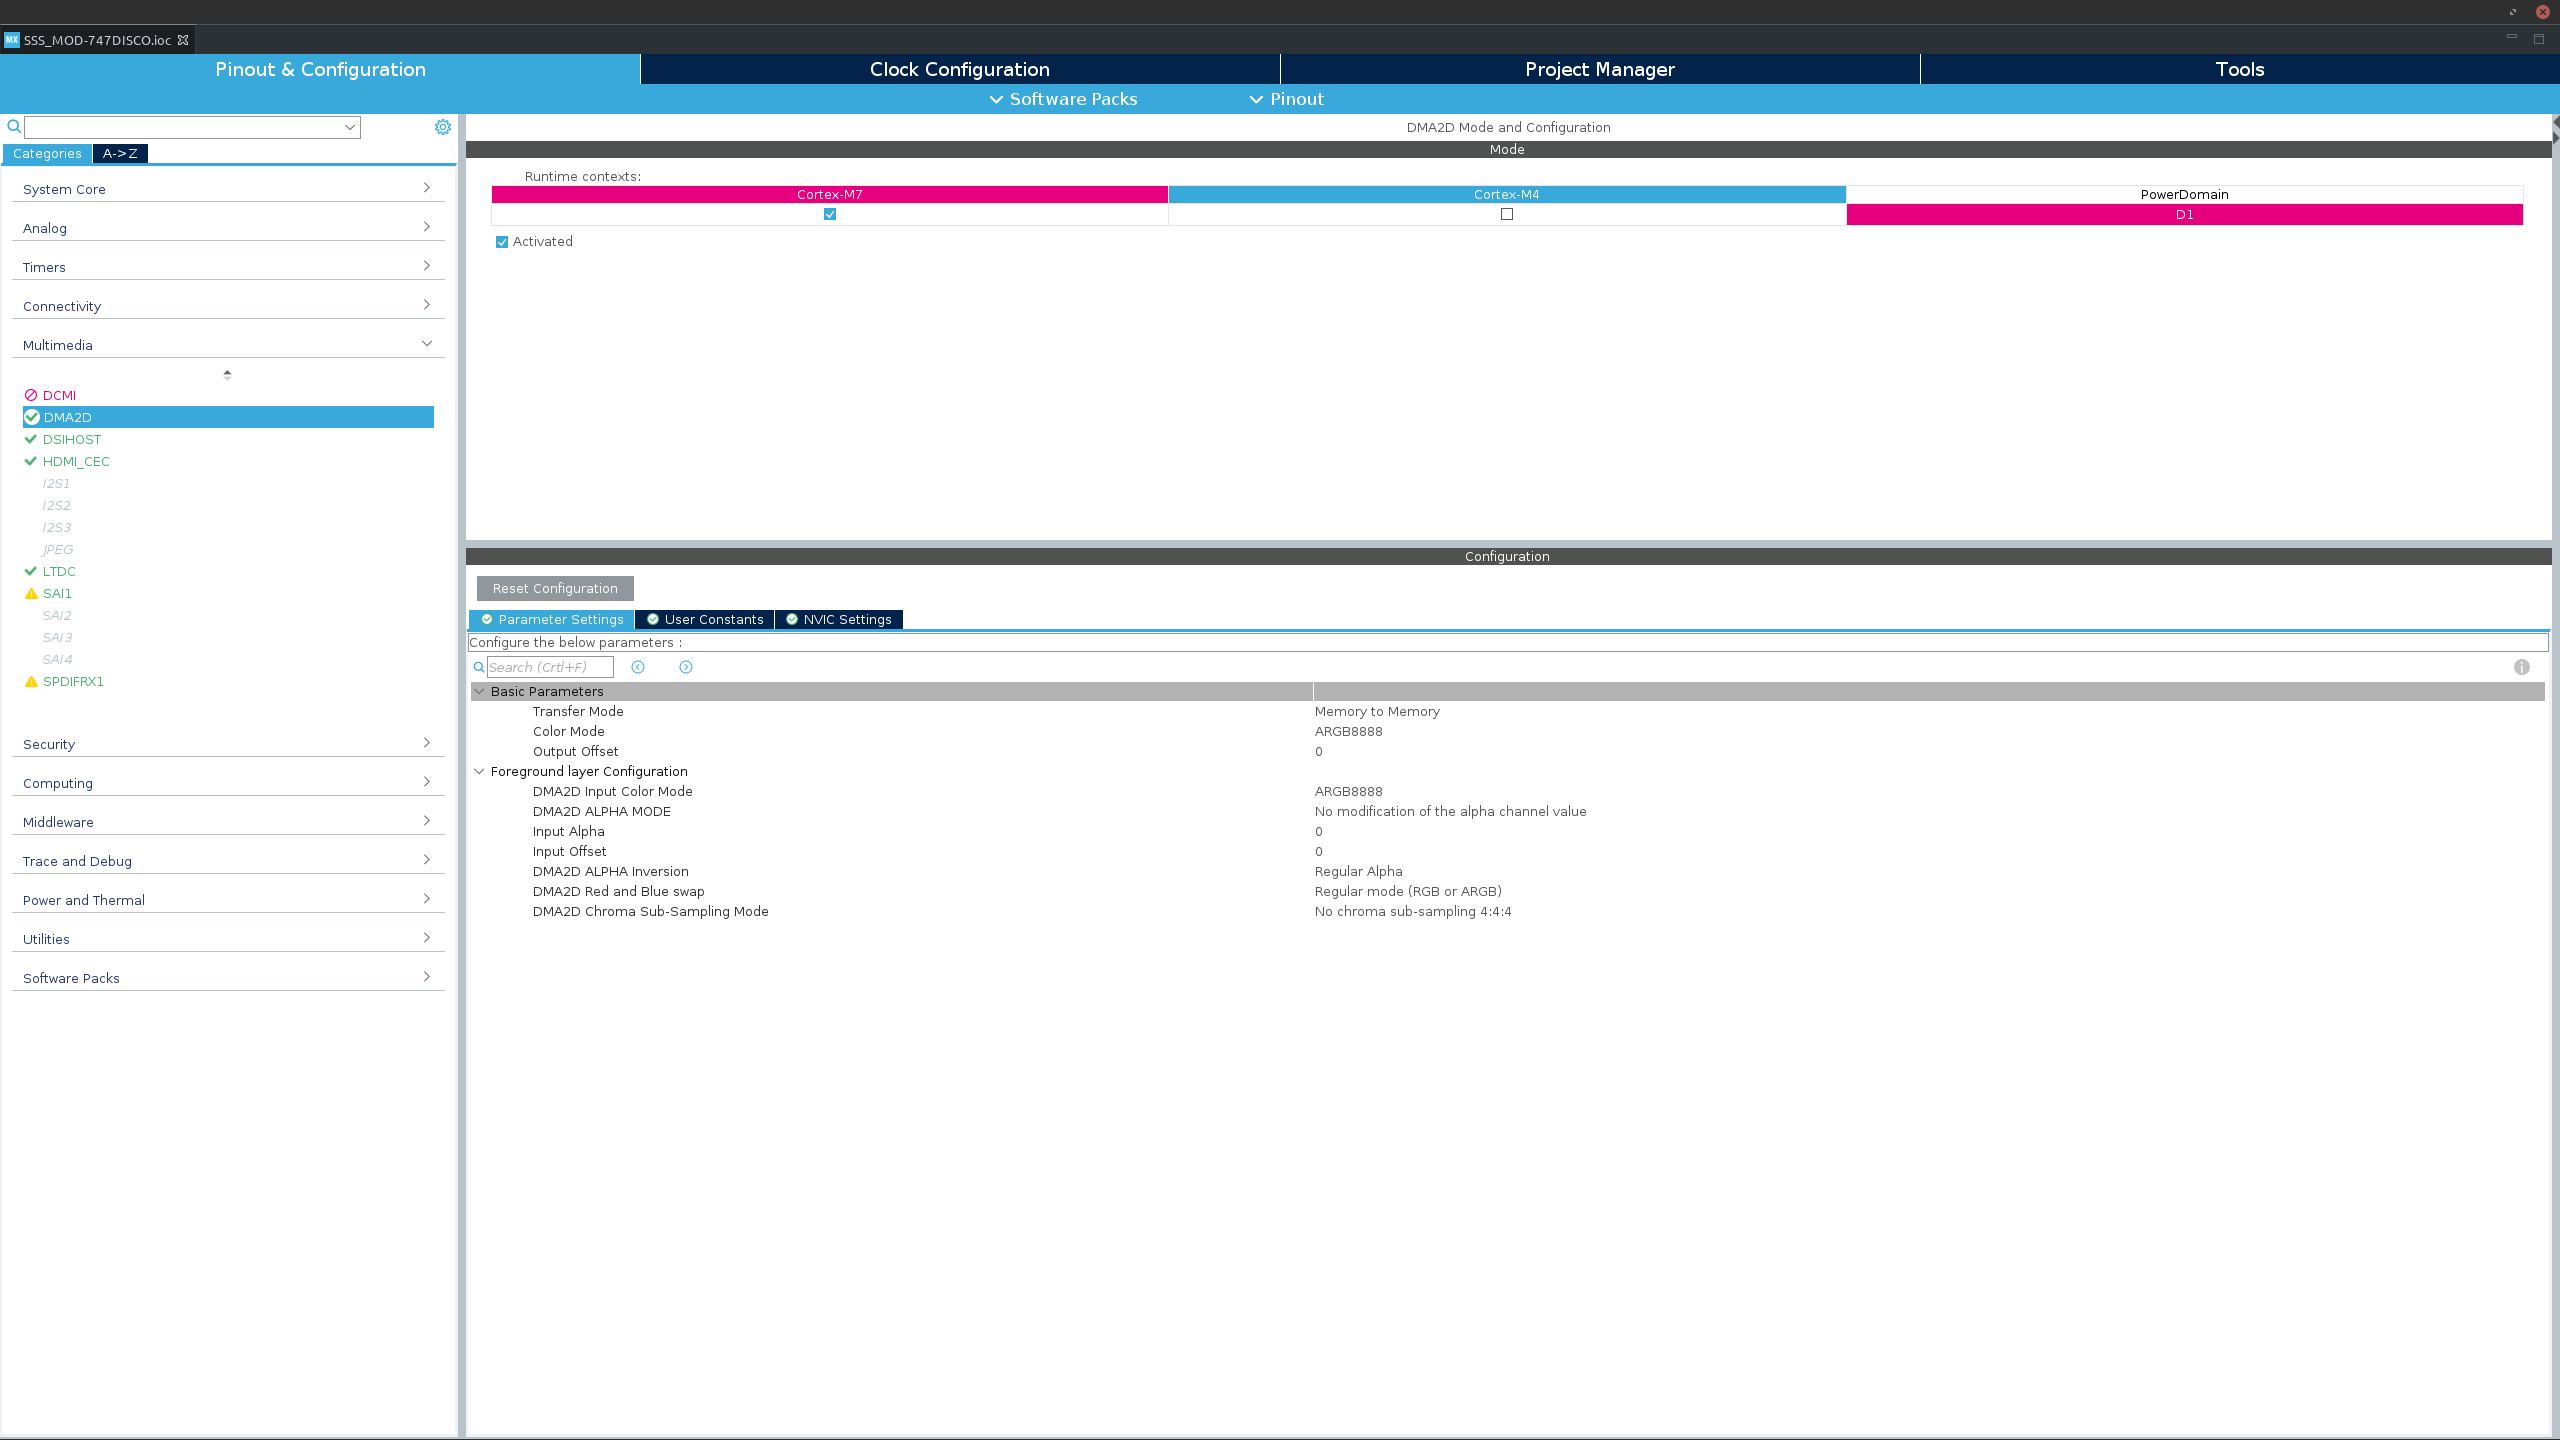 MX SSS_MOD-747DISCO.ioc
Pinout & Configuration Clock Configuration Project Manager Tools
Software Packs Pinout
Categories A->Z
System Core
Analog
Timers
Connectivity
Multimedia
DCMI
DMA2D
DSIHOST
HDMI_CEC
I2S1
I2S2
I2S3
JPEG
LTDC
SAI1
SAI2
SAI3
SAI4
SPDIFRX1
Security
Computing
Middleware
Trace and Debug
Power and Thermal
Utilities
Software Packs
DMA2D Mode and Configuration
Mode
Runtime contexts:
Cortex-M7 Cortex-M4 PowerDomain
D1
Activated
Configuration
Reset Configuration
Parameter Settings User Constants NVIC Settings
Configure the below parameters :
Search (Crtl+F)
Basic Parameters
Transfer Mode Memory to Memory
Color Mode ARGB8888
Output Offset 0
Foreground layer Configuration
DMA2D Input Color Mode ARGB8888
DMA2D ALPHA MODE No modification of the alpha channel value
Input Alpha 0
Input Offset 0
DMA2D ALPHA Inversion Regular Alpha
DMA2D Red and Blue swap Regular mode (RGB or ARGB)
DMA2D Chroma Sub-Sampling Mode No chroma sub-sampling 4:4:4